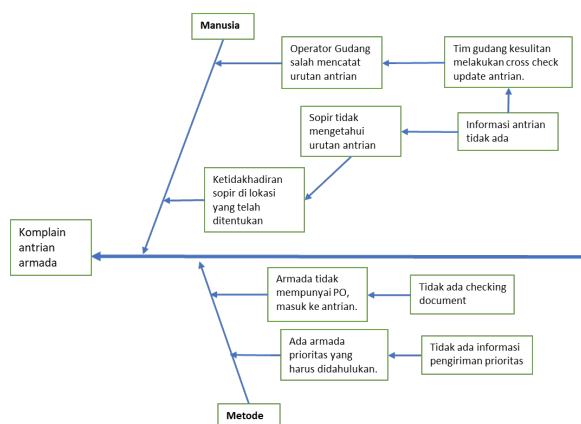 Manusia
Operator Gudang
salah mencatat
urutan antrian
Tim gudang kesulitan
melakukan cross check
update antrian.
Sopir tidak
mengetahui
urutan antrian
Informasi antrian
tidak ada
Ketidakhadiran
sopir di lokasi
yang telah
ditentukan
Komplain
antrian
armada
Armada tidak
mempunyai PO,
masuk ke antrian.
Tidak ada checking
document
Ada armada
prioritas yang
harus didahulukan.
Tidak ada informasi
pengiriman prioritas
Metode